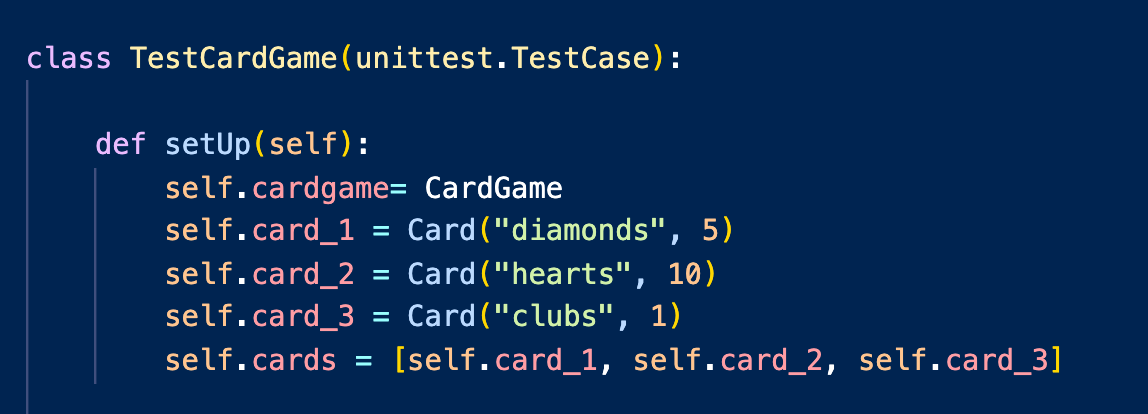 class TestCardGame(unittest.TestCase):
def setUp(self):
self.cardgame= CardGame
self.card_1 = Card("diamonds", 5)
self.card_2 = Card("hearts", 10)
self.card_3 = Card("clubs", 1)
self.cards = [self.card_1, self.card_2, self.card_3]